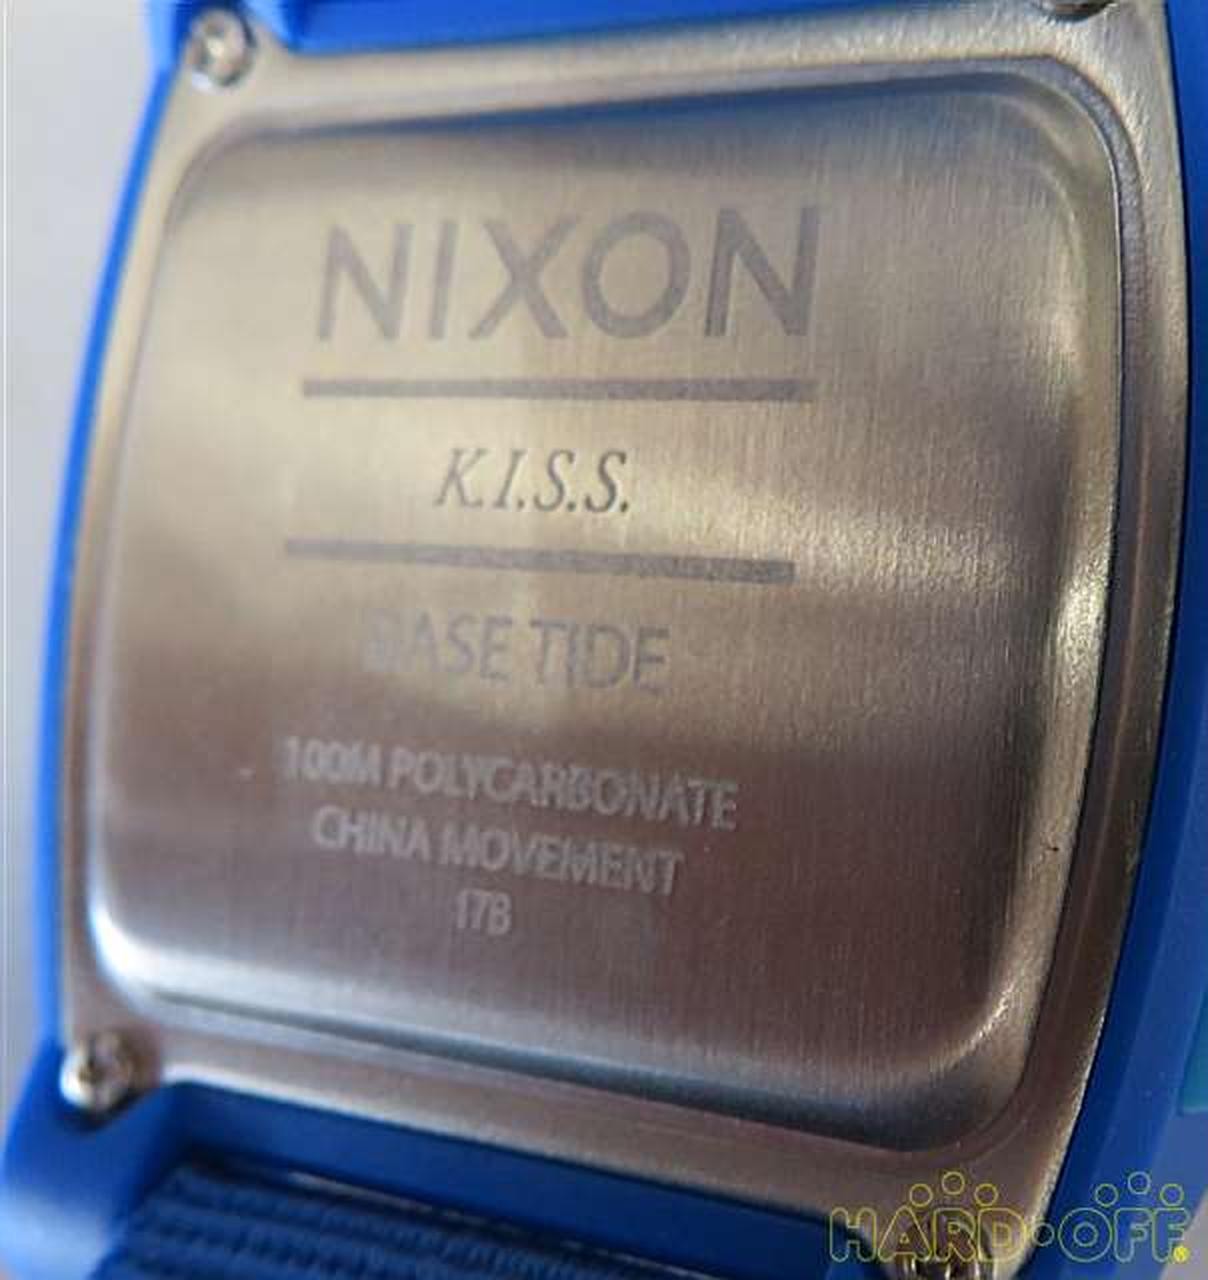 NIXON
K.I.S.S.
BASE TIDE
100M POLYCARBONATE
CHINA MOVEMENT
17B
HARD·OFF®